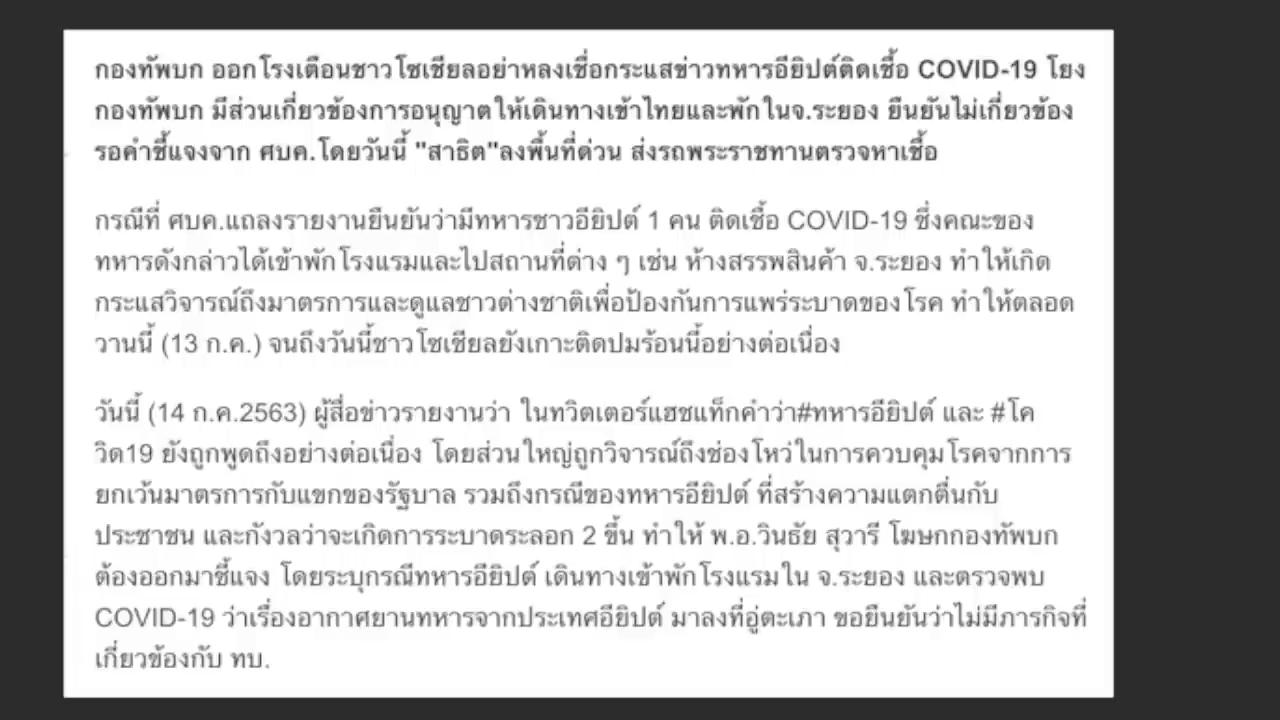 กองทัพบก ออกโรงเตือนชาวโซเชียลอย่าหลงเชื่อกระแสข่าวทหารอียิปต์ติดเชื้อ COVID-19 โยง
กองทัพบก มีส่วนเกี่ยวข้องการอนุญาตให้เดินทางเข้าไทยและพักในจ.ระยอง ยืนยันไม่เกี่ยวข้อง
รอคำชี้แจงจาก ศบค.โดยวันนี้ "สาธิต"ลงพื้นที่ด่วน ส่งรถพระราชทานตรวจหาเชื้อ
กรณีที่ ศบค.แถลงรายงานยืนยันว่ามีทหารชาวอียิปต์ 1 คน ติดเชื้อ COVID-19 ซึ่งคณะของ
ทหารดังกล่าวได้เข้าพักโรงแรมและไปสถานที่ต่าง ๆ เช่น ห้างสรรพสินค้า จ.ระยอง ทำให้เกิด
กระแสวิจารณ์ถึงมาตรการและดูแลชาวต่างชาติเพื่อป้องกันการแพร่ระบาดของโรค ทำให้ตลอด
วานนี้ (13 ก.ค.) จนถึงวันนี้ชาวโซเชียลยังเกาะติดปมร้อนนี้อย่างต่อเนื่อง
วันนี้ (14 ก.ค.2563) ผู้สื่อข่าวรายงานว่า ในทวิตเตอร์แฮชแท็กคำว่า#ทหารอียิปต์ และ #โค
วิด19 ยังถูกพูดถึงอย่างต่อเนื่อง โดยส่วนใหญ่ถูกวิจารณ์ถึงช่องโหว่ในการควบคุมโรคจากการ
ยกเว้นมาตรการกับแขกของรัฐบาล รวมถึงกรณีของทหารอียิปต์ ที่สร้างความแตกตื่นกับ
ประชาชน และกังวลว่าจะเกิดการระบาดระลอก 2 ขึ้น ทำให้ พ.อ.วินธัย สุวารี โฆษกกองทัพบก
ต้องออกมาชี้แจง โดยระบุกรณีทหารอียิปต์ เดินทางเข้าพักโรงแรมใน จ.ระยอง และตรวจพบ
COVID-19 ว่าเรื่องอากาศยานทหารจากประเทศอียิปต์ มาลงที่อู่ตะเภา ขอยืนยันว่าไม่มีภารกิจที่
เกี่ยวข้องกับ ทบ.